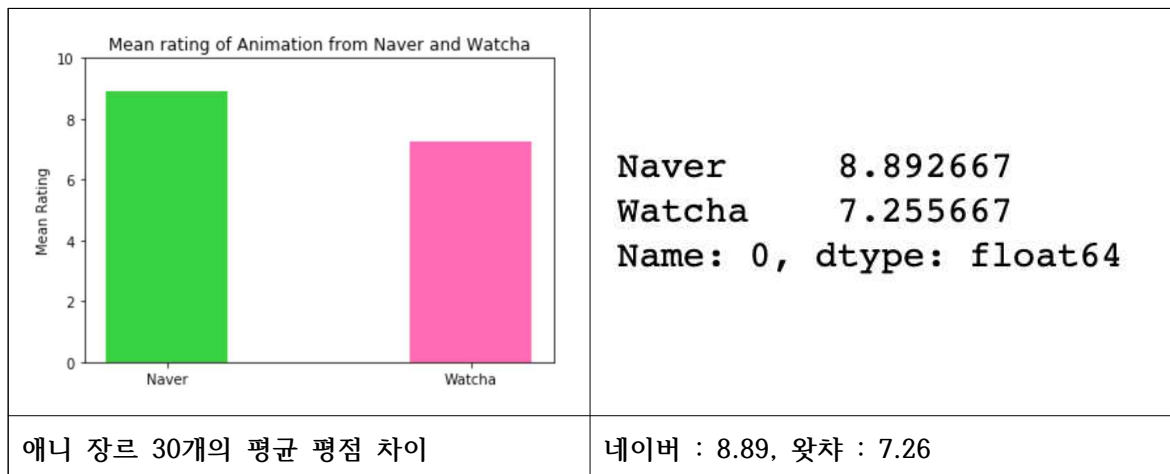 Mean rating of Animation from Naver and Watcha
10
8
6
4
2
0
Mean Rating
Naver
Watcha
Naver 8.892667
Watcha 7.255667
Name: 0, dtype: float64
애니 장르 30개의 평균 평점 차이
네이버 : 8.89, 왓챠 : 7.26